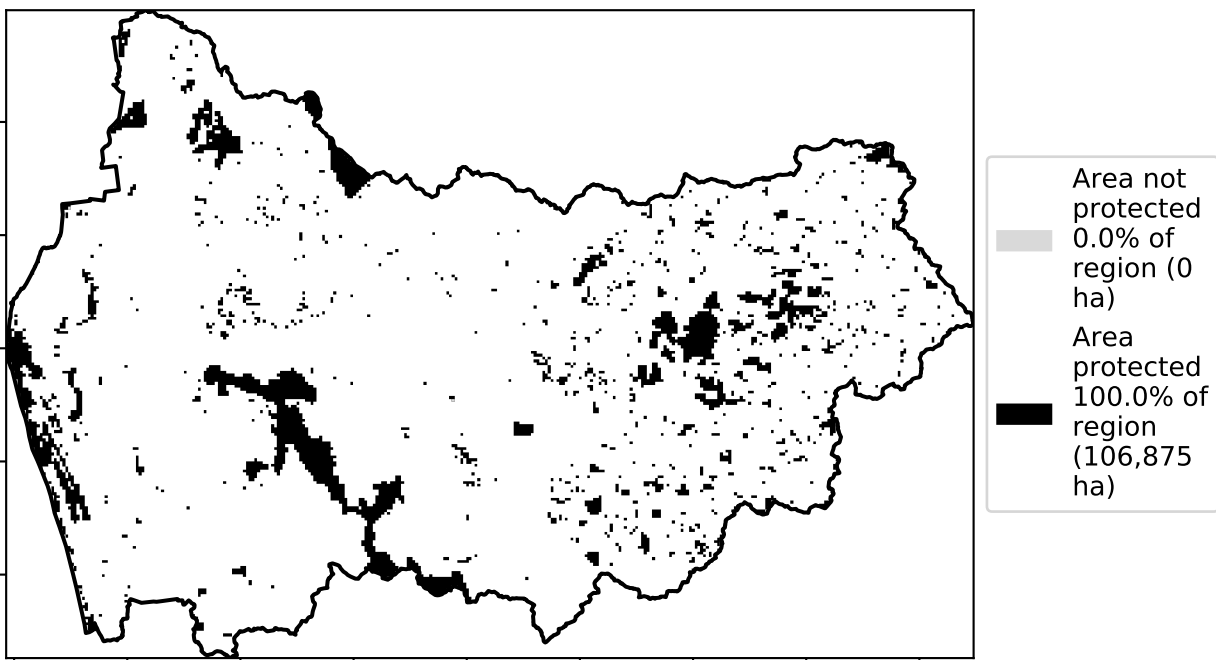 Area not
protected
0.0% of
region (0
ha)
Area
protected
100.0% of
region
(106,875
ha)